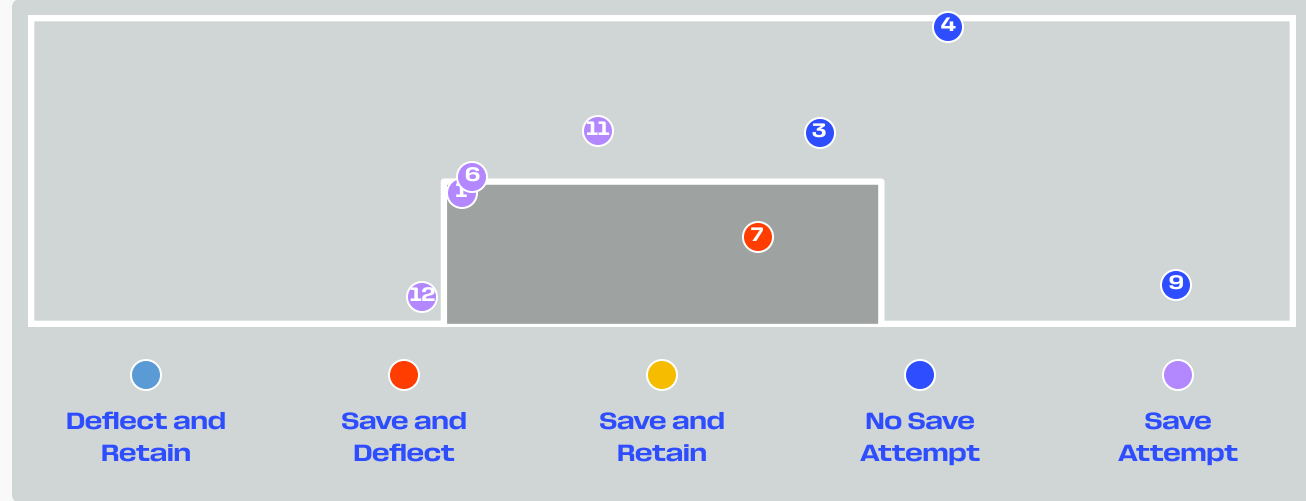 4
11
3
6
1
7
9
12
Deflect and
Retain
Save and
Deflect
Save and
Retain
No Save
Attempt
Save
Attempt